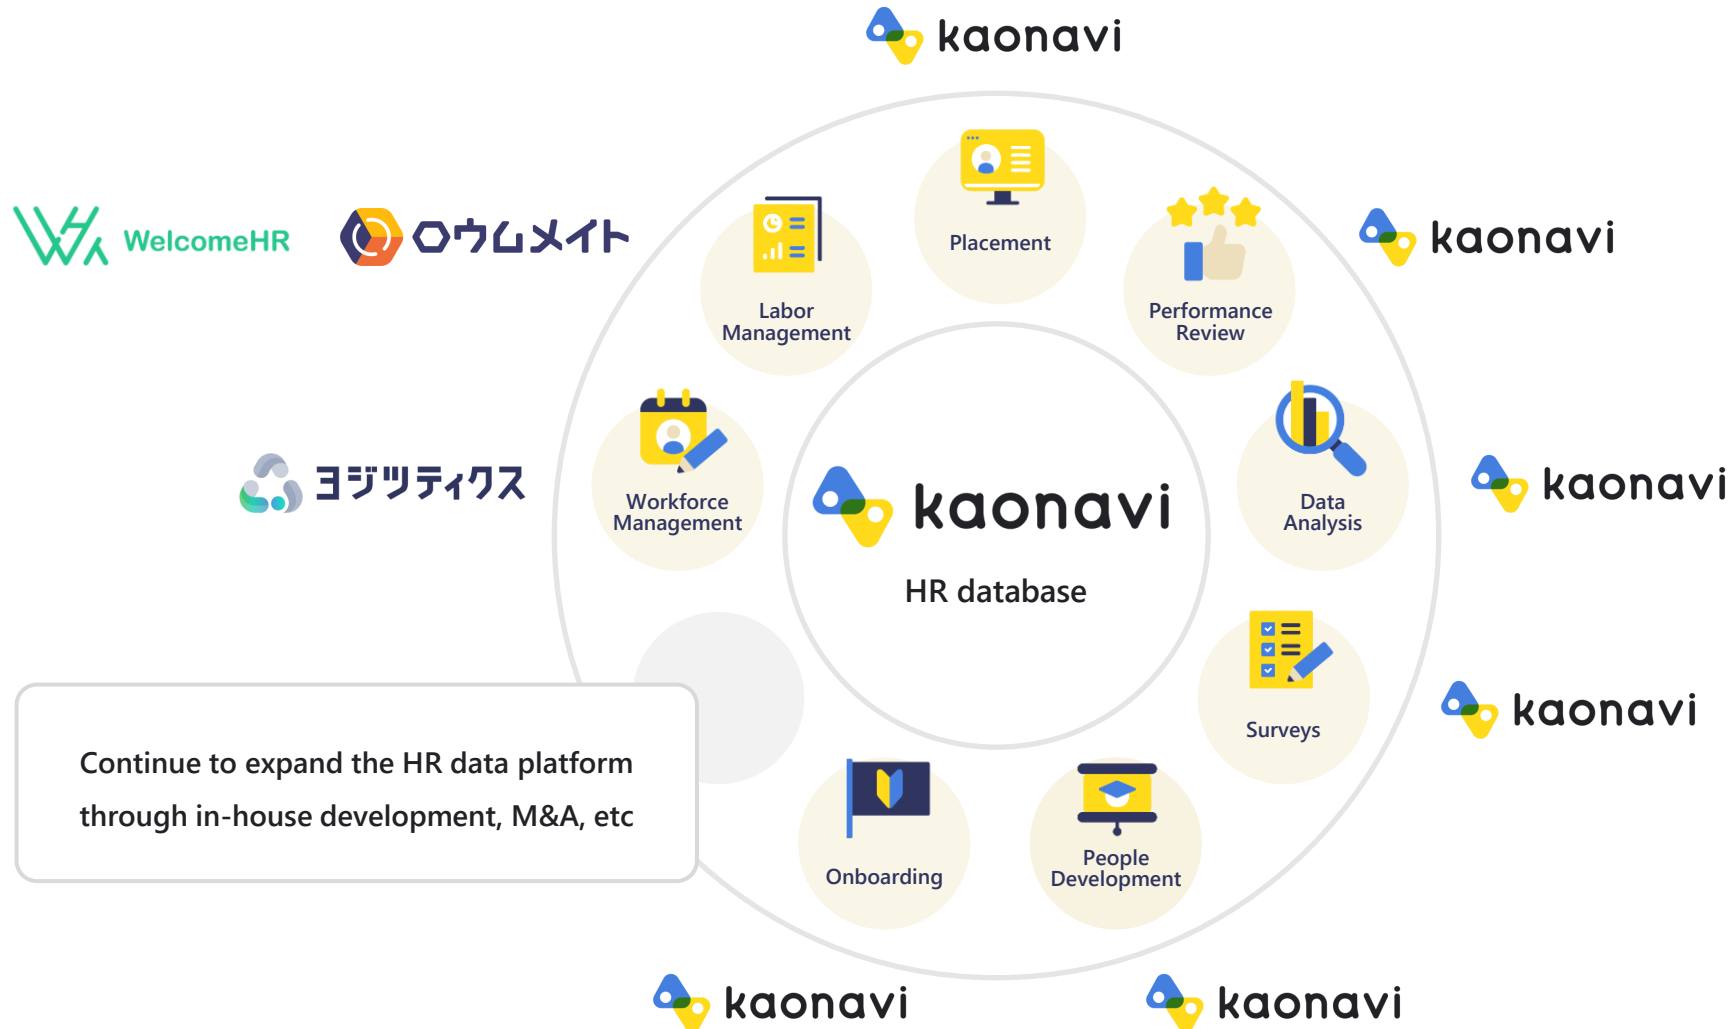 kaonavi
WelcomeHR
ロウムメイト
kaonavi
Placement
Labor
Management
Performance
Review
ヨジツティクス
Workforce
Management
kaonavi
HR database
Data
Analysis
kaonavi
Surveys
kaonavi
Continue to expand the HR data platform
through in-house development, M&A, etc
Onboarding
People
Development
kaonavi
kaonavi